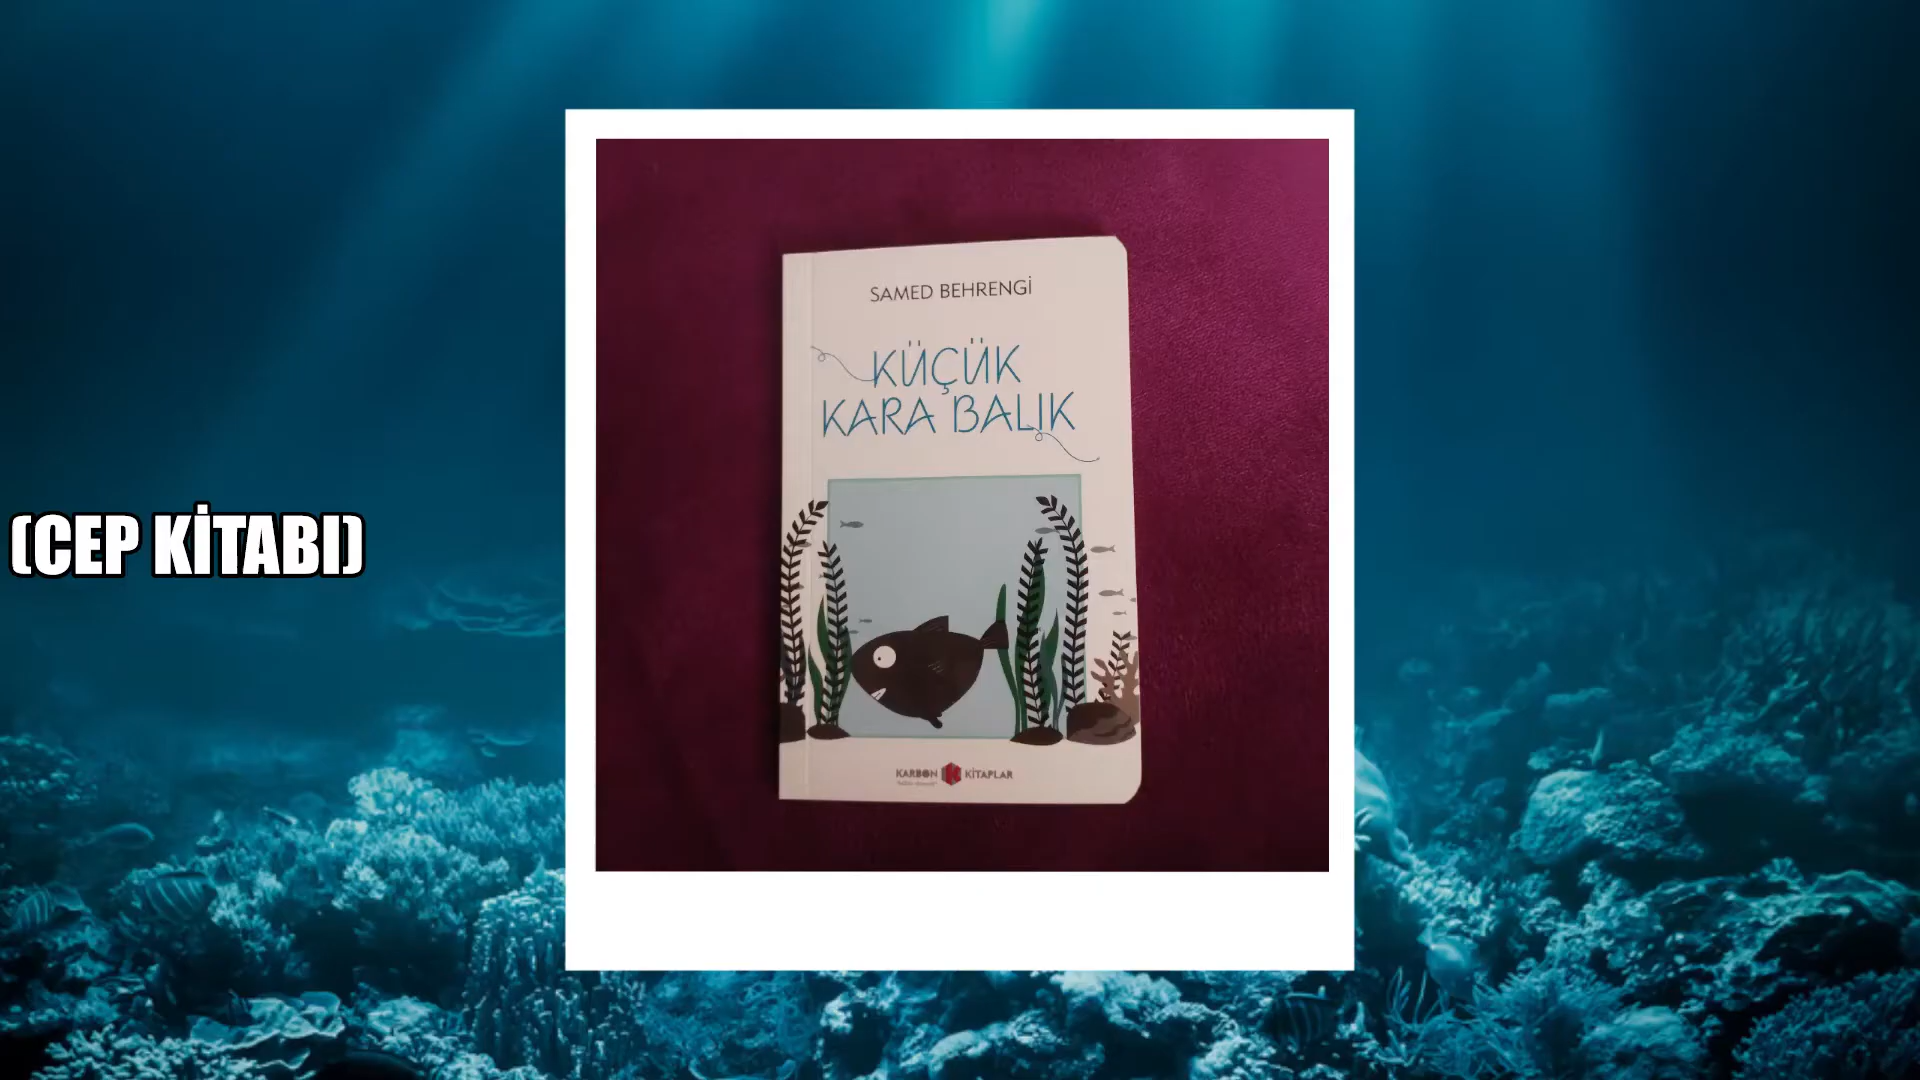 (CEP KİTABI)
SAMED BEHRENGİ
KÜÇÜK
KARA BALIK
KARBON KİTAPLAR